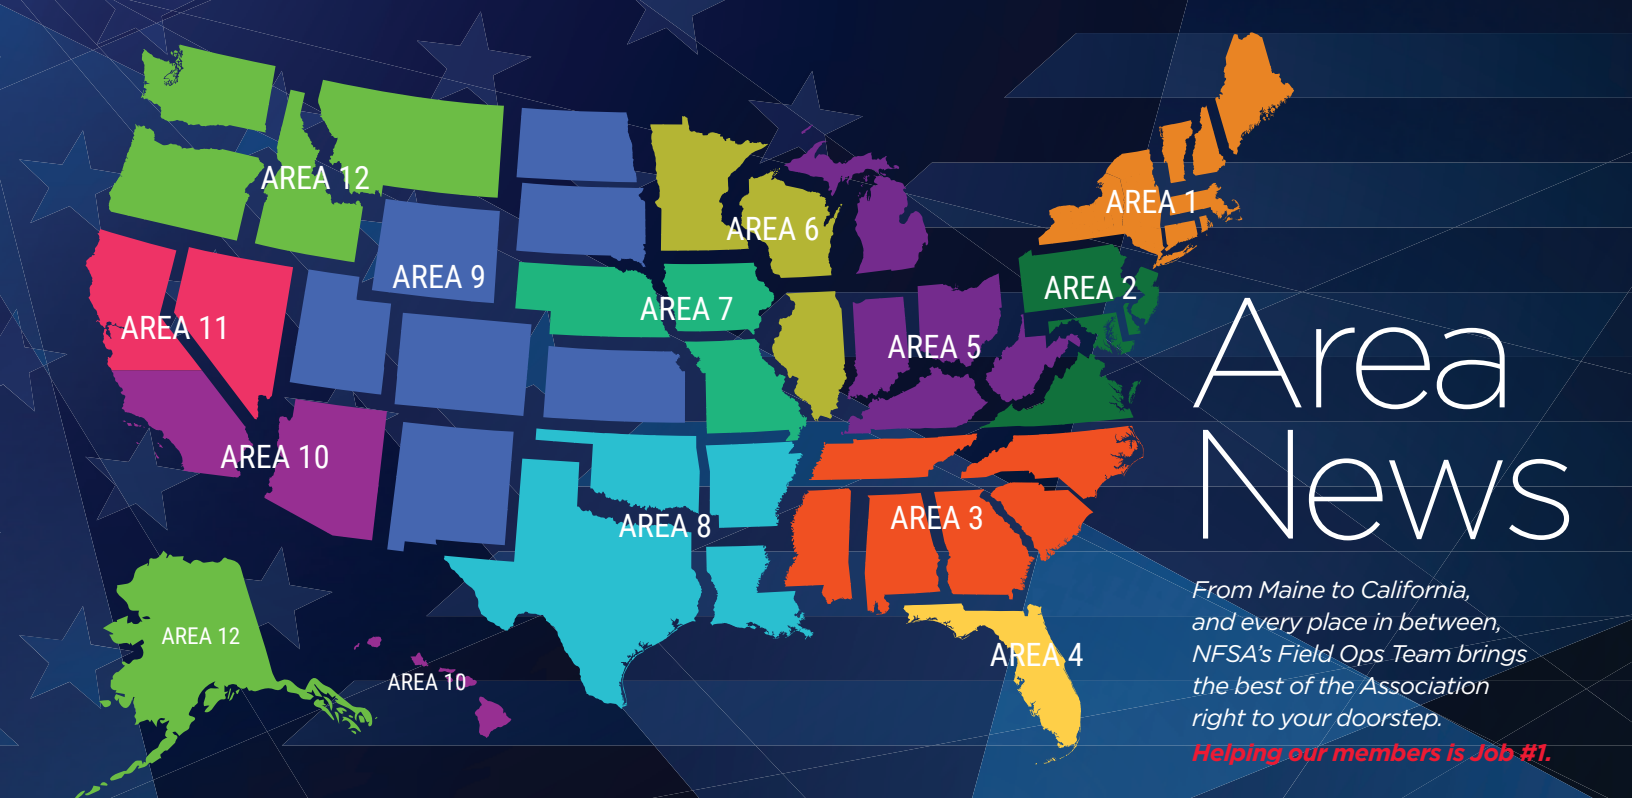 AREA 12
AREA 1
AREA 6
AREA 9
AREA 2
AREA 7
AREA 11
AREA 5
AREA 10
AREA 8
AREA 3
AREA 12
AREA 4
AREA 10
Area
News
From Maine to California,
and every place in between,
NFSA's Field Ops Team brings
the best of the Association
right to your doorstep.
Helping our members is Job #1.